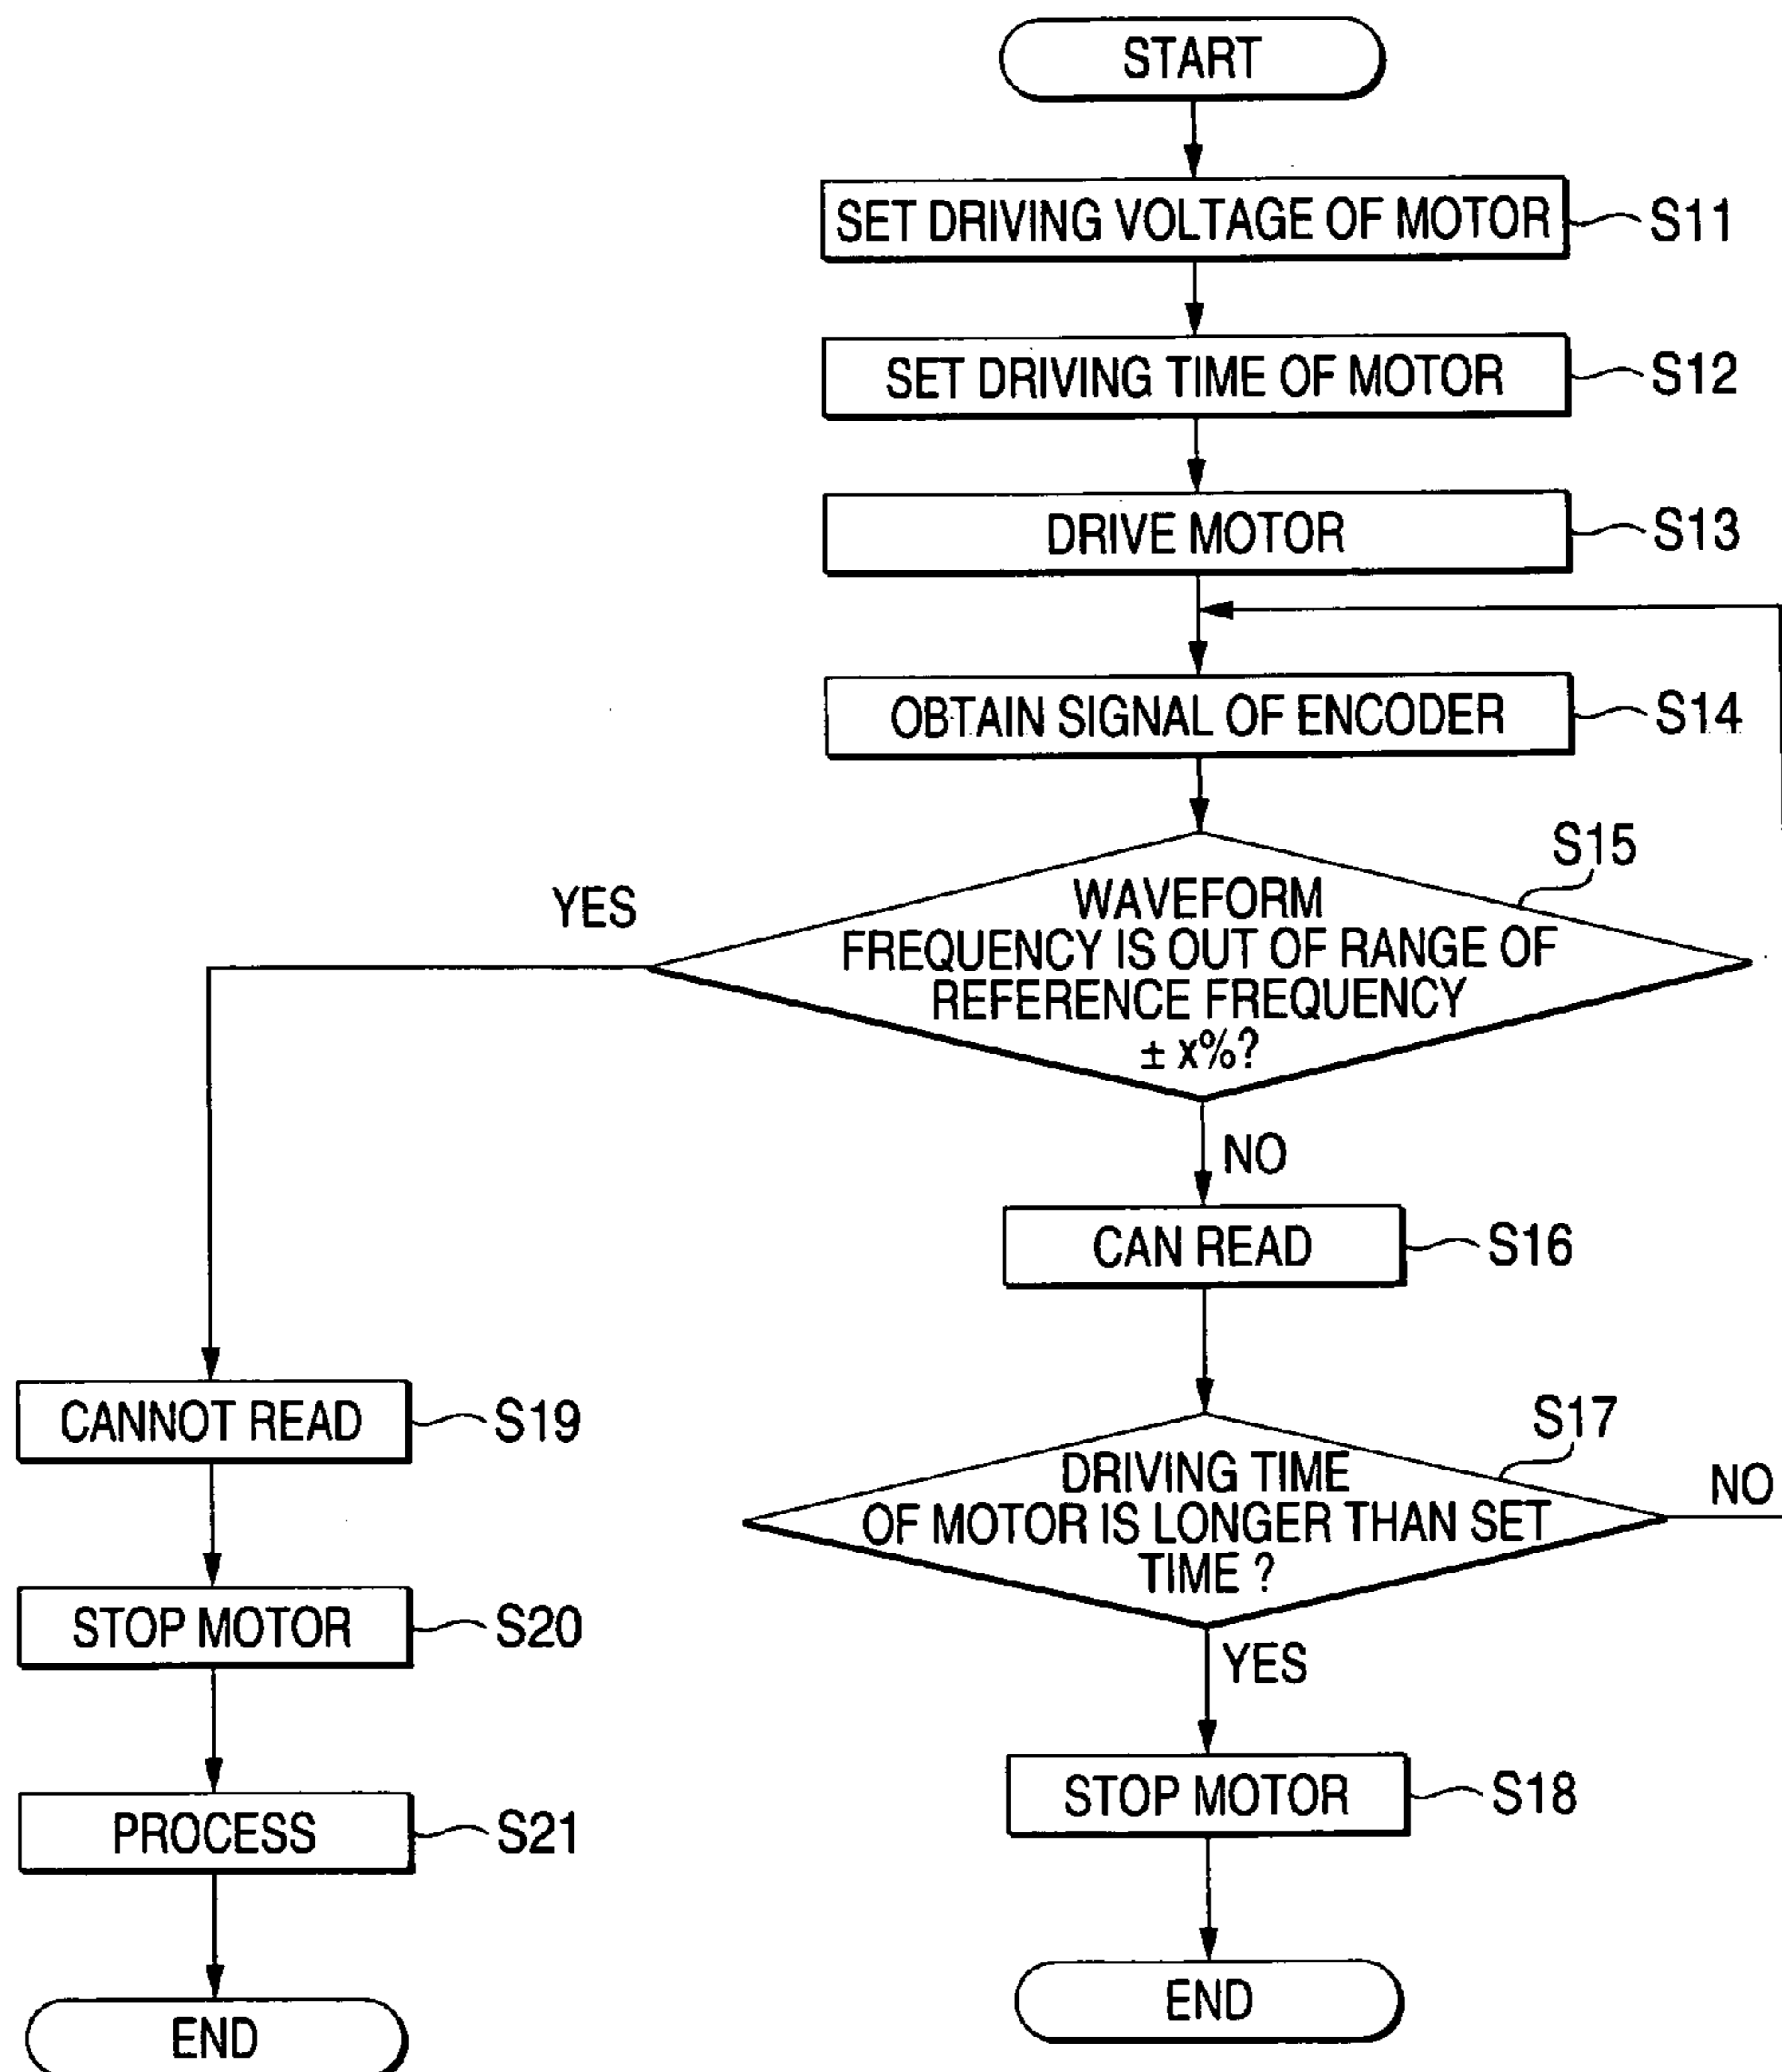 START
SET DRIVING VOLTAGE OF MOTOR
S11
SET DRIVING TIME OF MOTOR
S12
DRIVE MOTOR
S13
OBTAIN SIGNAL OF ENCODER
S14
S15
WAVEFORM
FREQUENCY IS OUT OF RANGE OF
REFERENCE FREQUENCY
± x%?
YES
NO
CAN READ
S16
S17
DRIVING TIME
OF MOTOR IS LONGER THAN SET
TIME ?
NO
YES
STOP MOTOR
S18
END
CANNOT READ
S19
STOP MOTOR
S20
PROCESS
S21
END